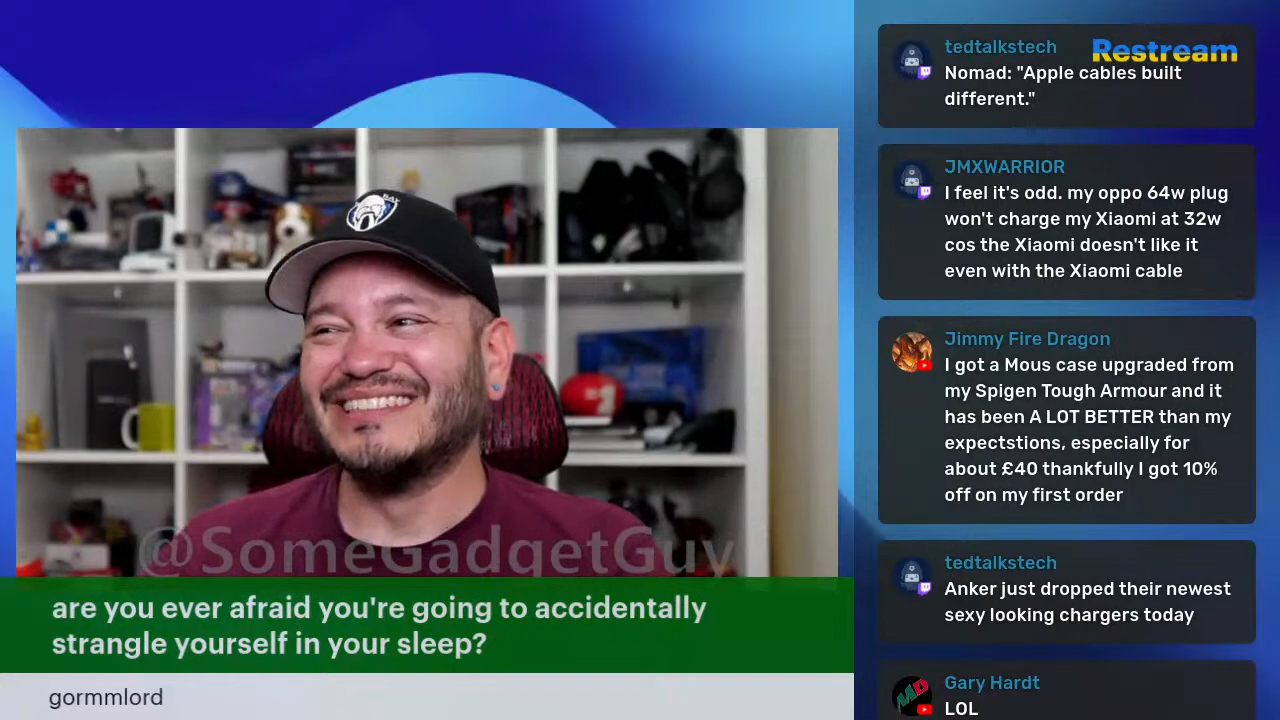 @SomeGadgetGuy
are you ever afraid you're going to accidentally
strangle yourself in your sleep?
gormmlord
Restream
tedtalkstech
Nomad: "Apple cables built
different."
JMXWARRIOR
I feel it's odd. my oppo 64w plug
won't charge my Xiaomi at 32w
cos the Xiaomi doesn't like it
even with the Xiaomi cable
Jimmy Fire Dragon
I got a Mous case upgraded from
my Spigen Tough Armour and it
has been A LOT BETTER than my
expectstions, especially for
about £40 thankfully I got 10%
off on my first order
tedtalkstech
Anker just dropped their newest
sexy looking chargers today
Gary Hardt
LOL